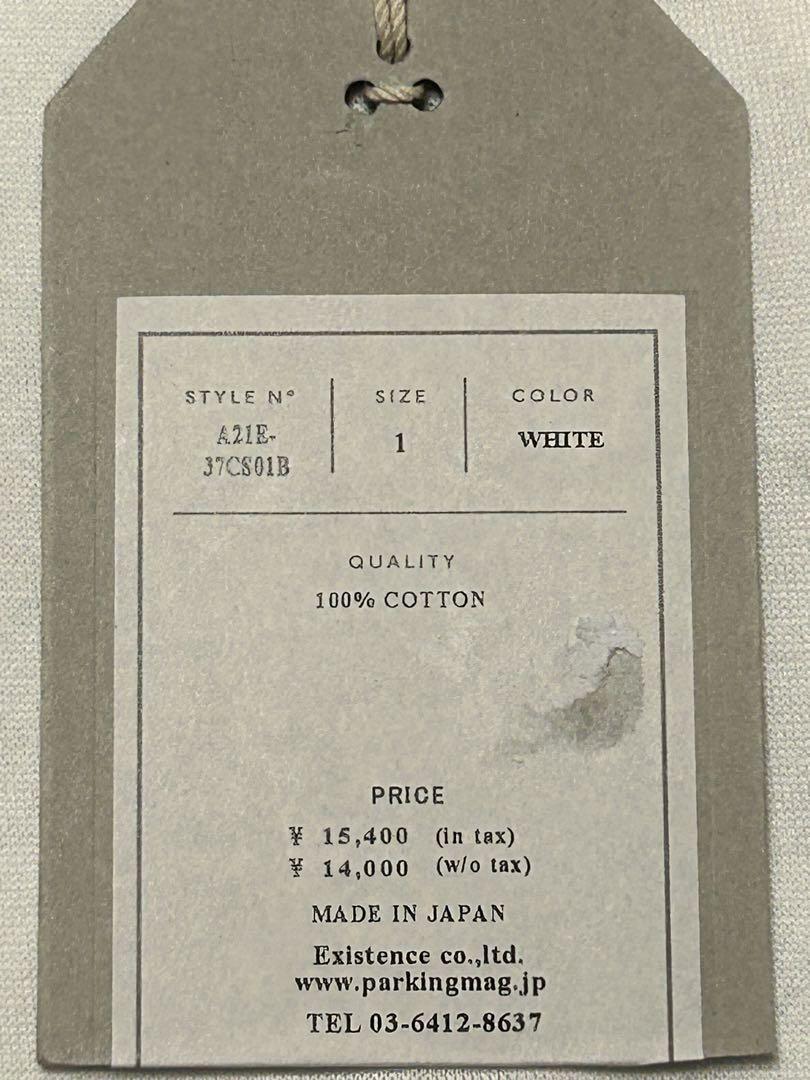 STYLE Nº
A21E-
37CS01B
SIZE
1
COLOR
WHITE
QUALITY
100% COTTON
PRICE
¥ 15,400 (in tax)
¥ 14,000 (w/o tax)
MADE IN JAPAN
Existence co.,ltd.
www.parkingmag.jp
TEL 03-6412-8637